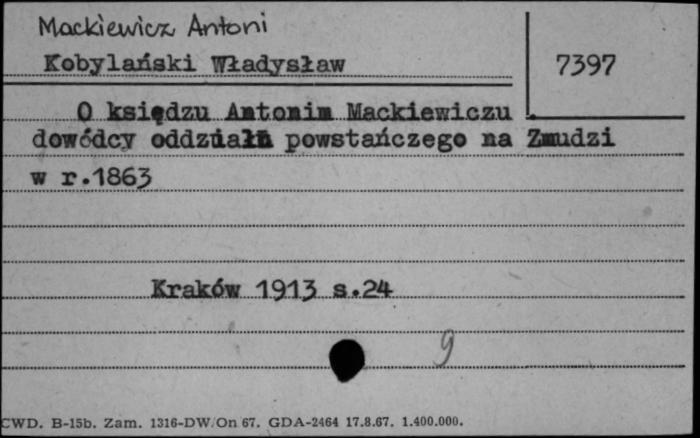 Mackiewicz Antoni
Kobylański Władysław
7397
O księdzu Antonim Mackiewiczu
dowódcy oddziału powstańczego na Zmudzi
w r.1863
Kraków 1913 s.24
9
CWD. B-15b. Zam. 1316-DW/On 67. GDA-2464 17.8.67. 1.400.000.